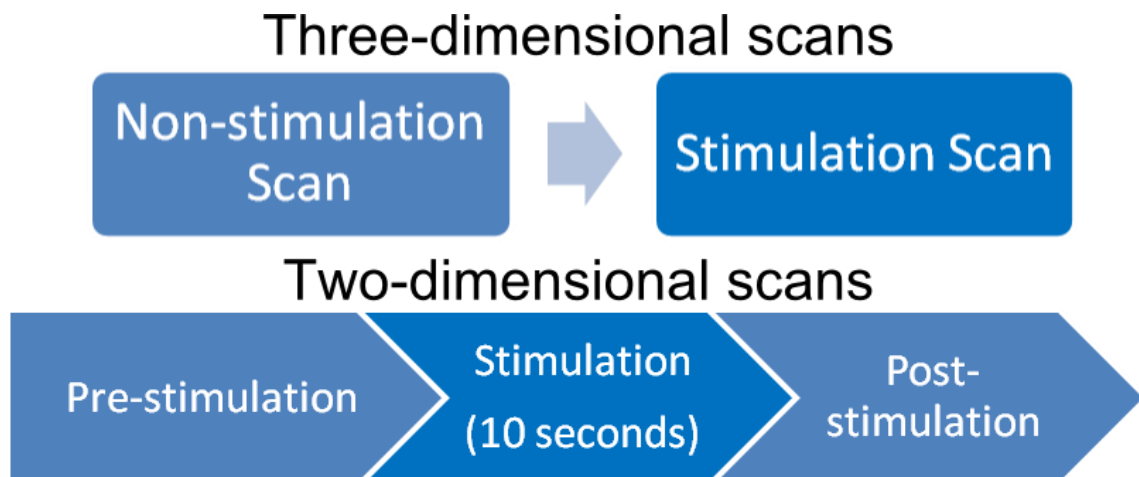 Three-dimensional scans
Non-stimulation
Scan
Stimulation Scan
Two-dimensional scans
Pre-stimulation
Stimulation
(10 seconds)
Post-
stimulation